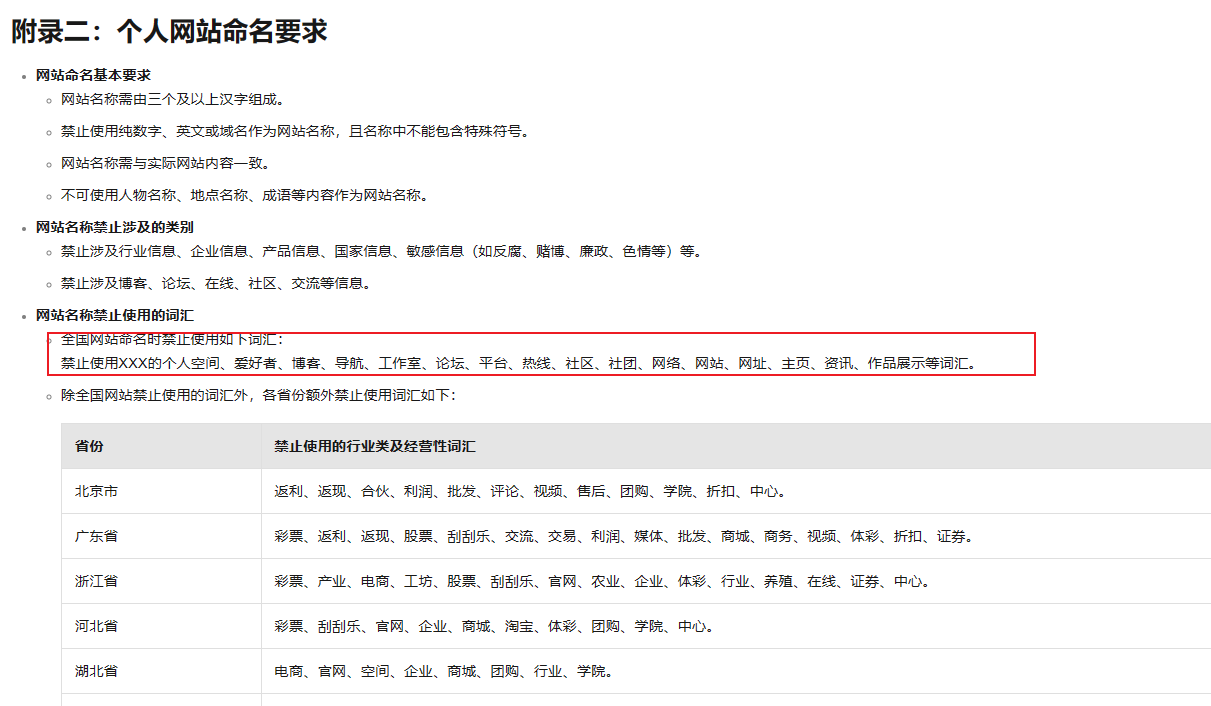 附录二：个人网站命名要求
网站命名基本要求
网站名称需由三个及以上汉字组成。
禁止使用纯数字、英文或域名作为网站名称，且名称中不能包含特殊符号。
网站名称需与实际网站内容一致。
不可使用人物名称、地点名称、成语等内容作为网站名称。
网站名称禁止涉及的类别
禁止涉及行业信息、企业信息、产品信息、国家信息、敏感信息（如反腐、赌博、廉政、色情等）等。
禁止涉及博客、论坛、在线、社区、交流等信息。
网站名称禁止使用的词汇
全国网站命名时禁止使用如下词汇：
禁止使用XXX的个人空间、爱好者、博客、导航、工作室、论坛、平台、热线、社区、社团、网络、网站、网址、主页、资讯、作品展示等词汇。
除全国网站禁止使用的词汇外，各省份额外禁止使用词汇如下：
省份 禁止使用的行业类及经营性词汇
北京市 返利、返现、合伙、利润、批发、评论、视频、售后、团购、学院、折扣、中心。
广东省 彩票、返利、返现、股票、刮刮乐、交流、交易、利润、媒体、批发、商城、商务、视频、体彩、折扣、证券。
浙江省 彩票、产业、电商、工坊、股票、刮刮乐、官网、农业、企业、体彩、行业、养殖、在线、证券、中心。
河北省 彩票、刮刮乐、官网、企业、商城、淘宝、体彩、团购、学院、中心。
湖北省 电商、官网、空间、企业、商城、团购、行业、学院。